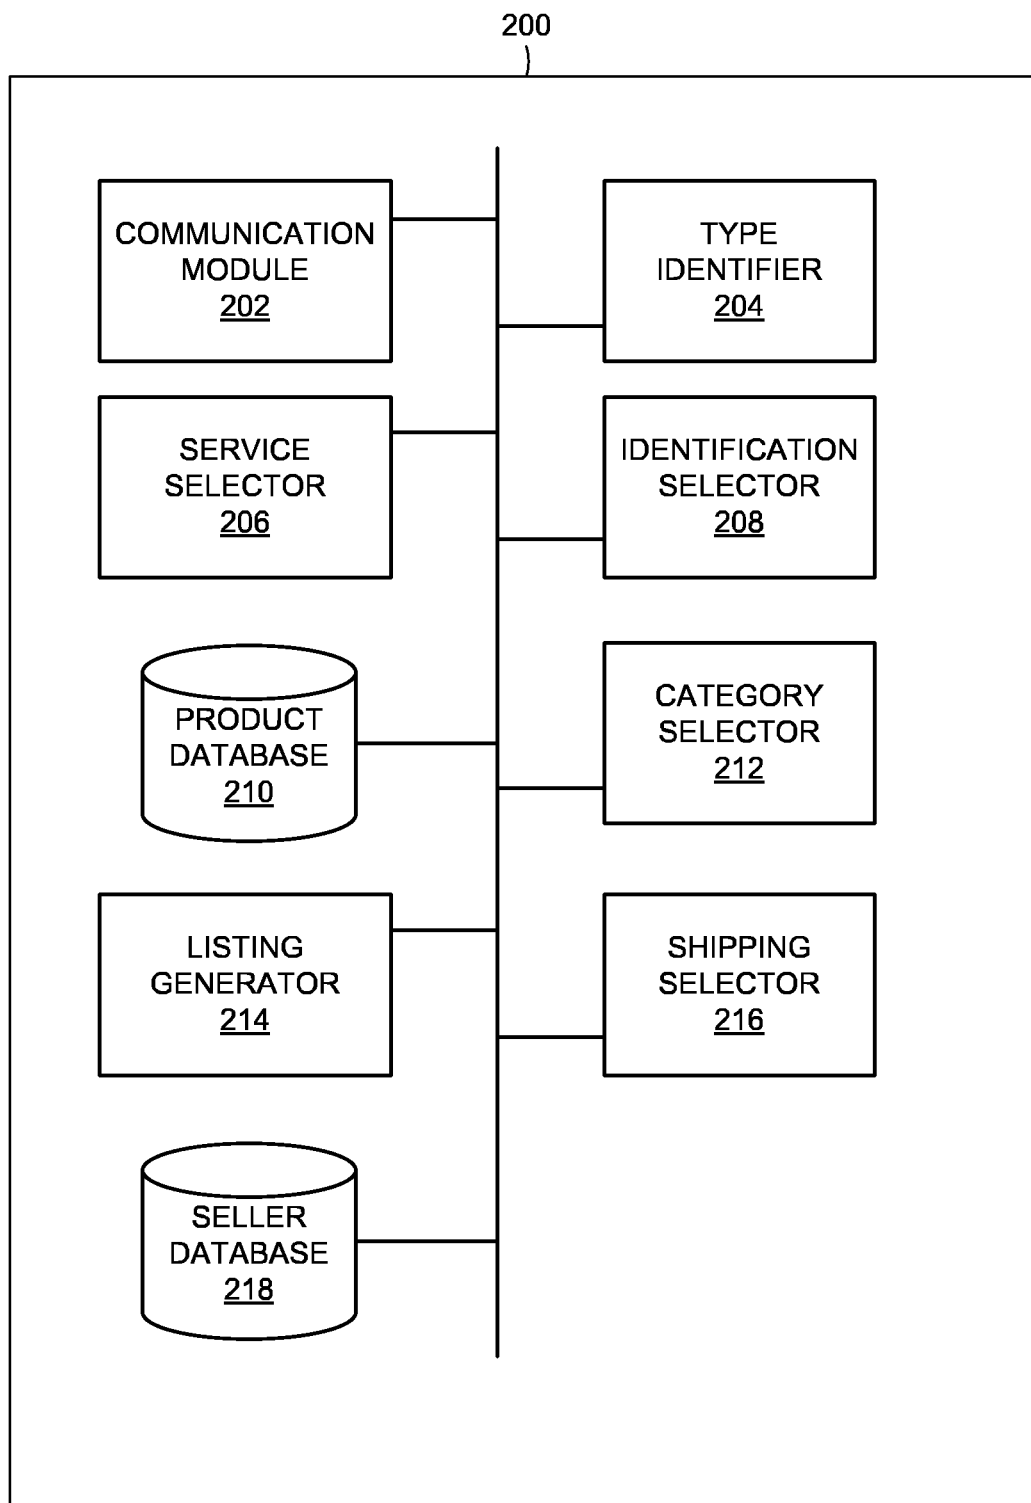 200
COMMUNICATION
MODULE
202
TYPE
IDENTIFIER
204
SERVICE
SELECTOR
206
IDENTIFICATION
SELECTOR
208
PRODUCT
DATABASE
210
CATEGORY
SELECTOR
212
LISTING
GENERATOR
214
SHIPPING
SELECTOR
216
SELLER
DATABASE
218